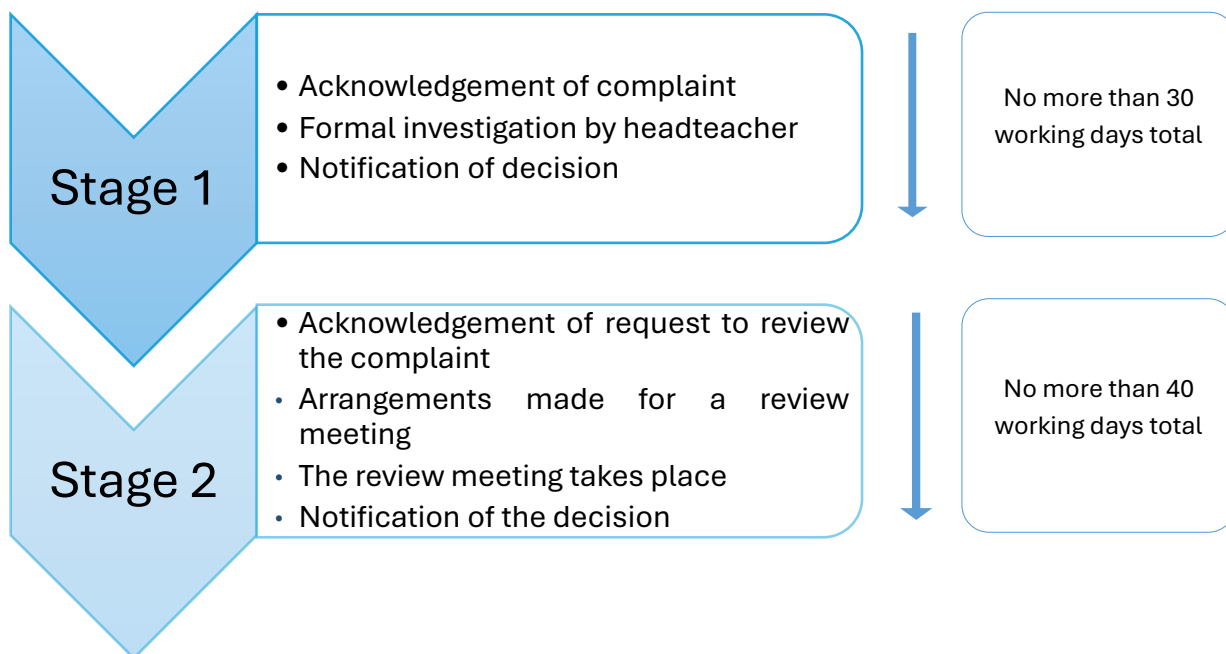 Stage 1
• Acknowledgement of complaint
• Formal investigation by headteacher
• Notification of decision
No more than 30
working days total
Stage 2
• Acknowledgement of request to review
the complaint
• Arrangements made for a review
meeting
• The review meeting takes place
• Notification of the decision
No more than 40
working days total